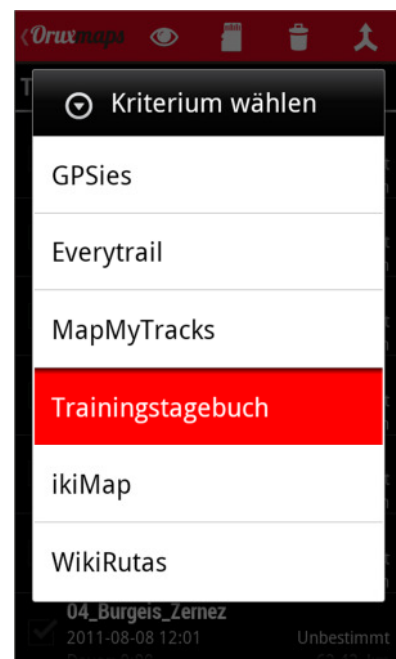 Oruxmaps
T
Kriterium wählen
GPSies
Everytrail
MapMyTracks
Trainingstagebuch
ikiMap
WikiRutas
04_Burgeis_Zernez
2011-08-08 12:01 Unbestimmt